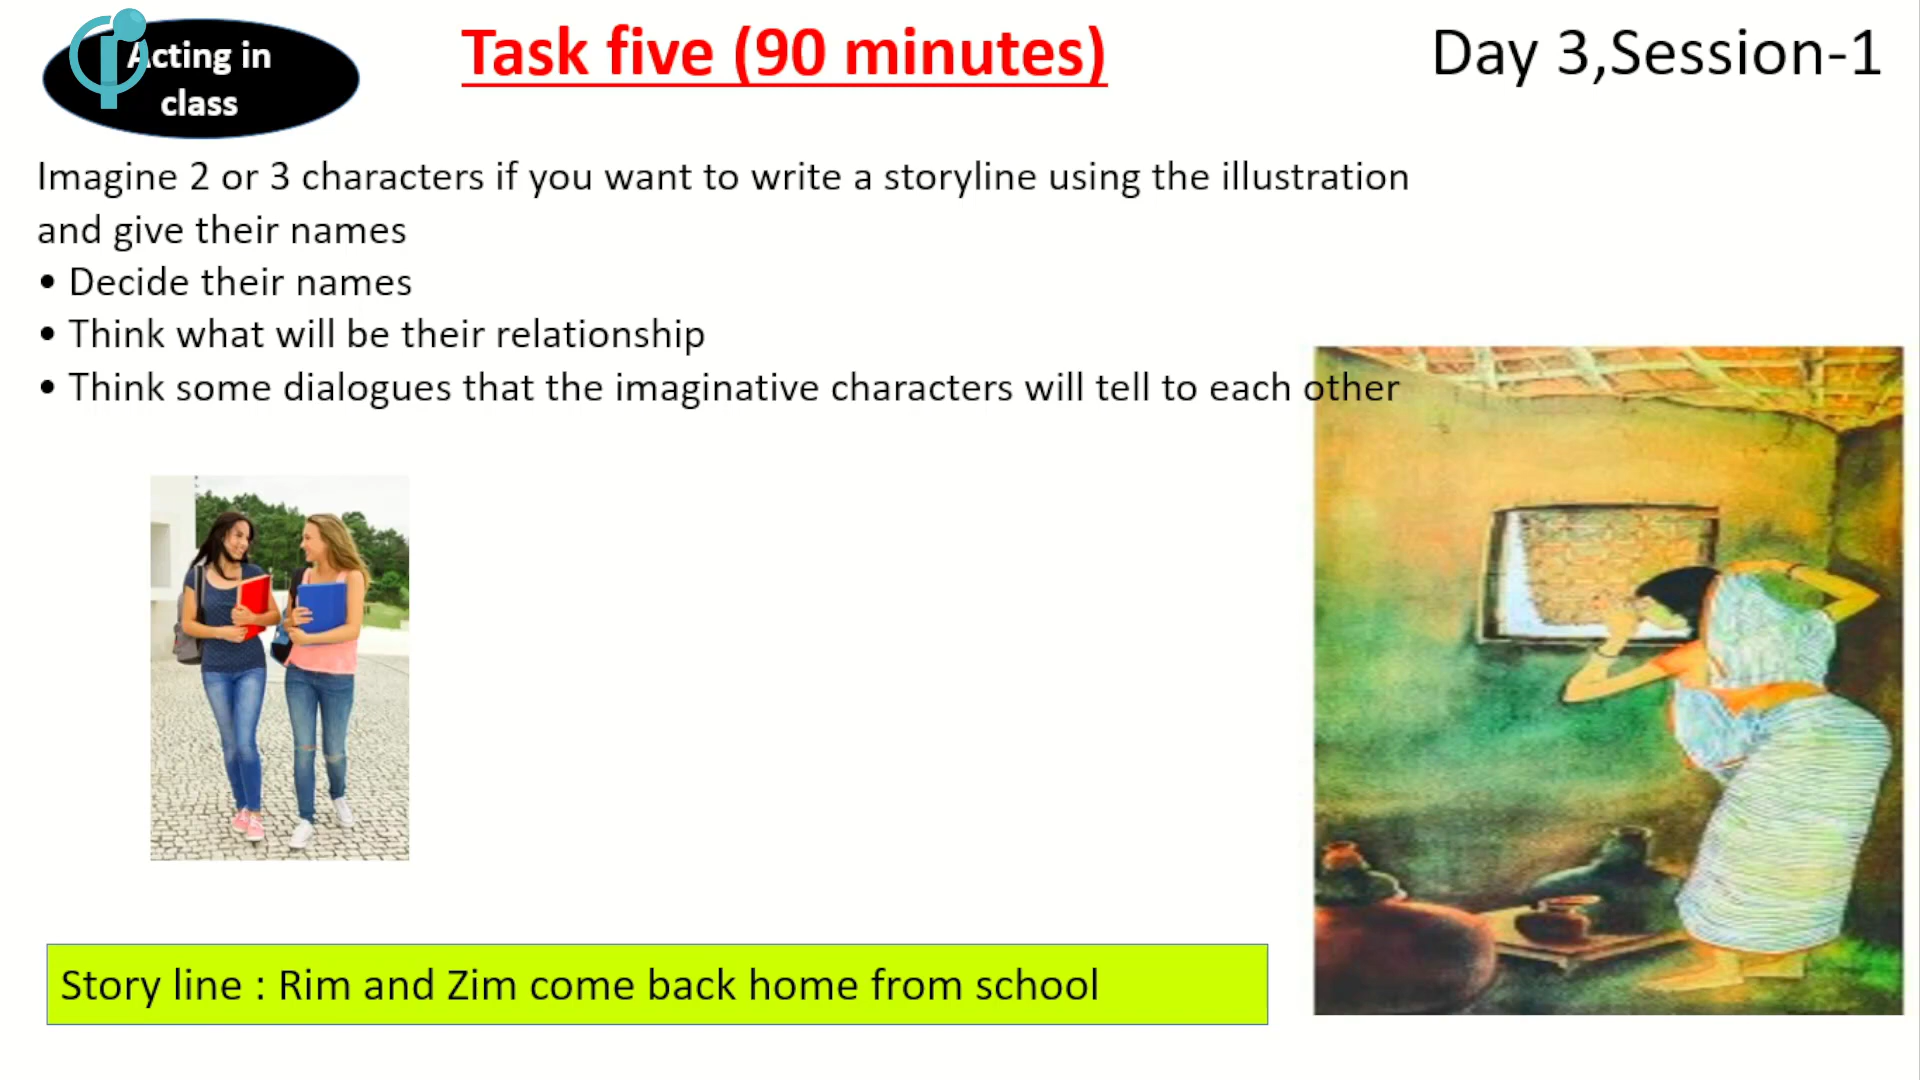 Acting in
class
Task five (90 minutes)
Day 3,Session-1
Imagine 2 or 3 characters if you want to write a storyline using the illustration
and give their names
• Decide their names
• Think what will be their relationship
• Think some dialogues that the imaginative characters will tell to each other
Story line : Rim and Zim come back home from school